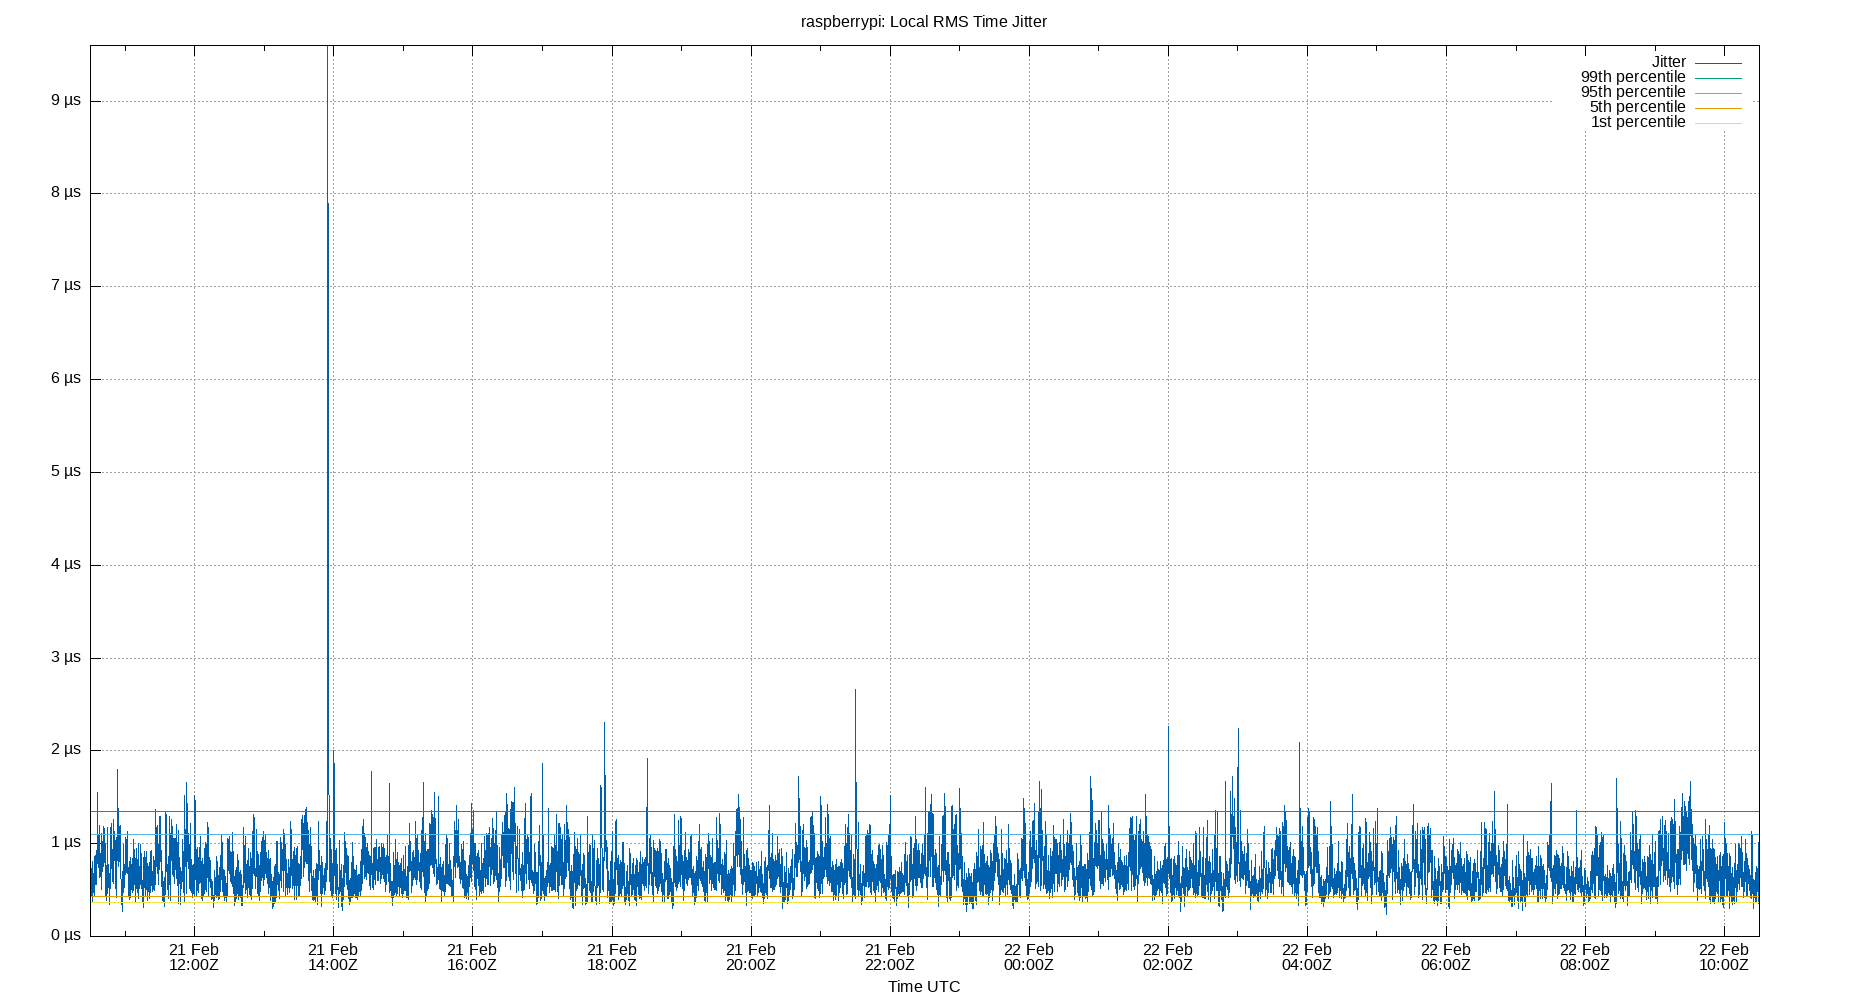 raspberrypi: Local RMS Time Jitter
Jitter
99th percentile
95th percentile
5th percentile
1st percentile
9 µs
8 µs
7 µs
6 µs
5 µs
4 µs
3 µs
2 µs
1 µs
0 µs
21 Feb 21 Feb 21 Feb 21 Feb 21 Feb 21 Feb 22 Feb 22 Feb 22 Feb 22 Feb 22 Feb 22 Feb
12:00Z 14:00Z 16:00Z 18:00Z 20:00Z 22:00Z 00:00Z 02:00Z 04:00Z 06:00Z 08:00Z 10:00Z
Time UTC